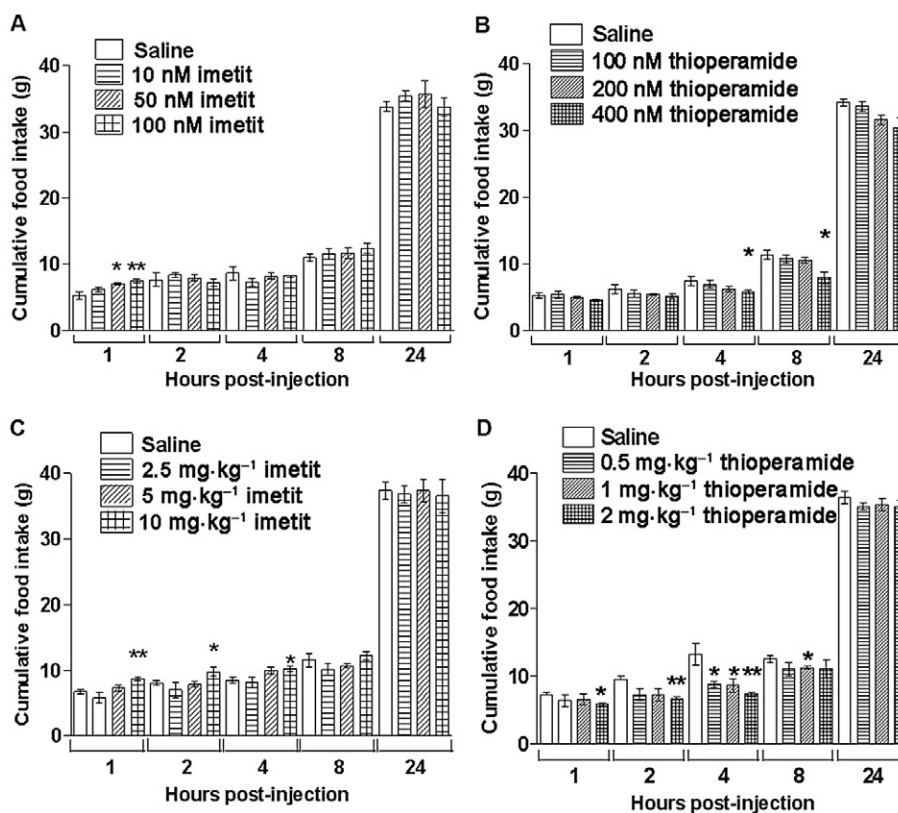 A
Saline
10 nM imetit
50 nM imetit
100 nM imetit
Cumulative food intake (g)
40
30
20
10
0
* **
1 2 4 8 24
Hours post-injection
B
Saline
100 nM thioperamide
200 nM thioperamide
400 nM thioperamide
Cumulative food intake (g)
40
30
20
10
0
* *
1 2 4 8 24
Hours post-injection
C
Saline
2.5 mg·kg⁻¹ imetit
5 mg·kg⁻¹ imetit
10 mg·kg⁻¹ imetit
Cumulative food intake (g)
40
30
20
10
0
** * *
1 2 4 8 24
Hours post-injection
D
Saline
0.5 mg·kg⁻¹ thioperamide
1 mg·kg⁻¹ thioperamide
2 mg·kg⁻¹ thioperamide
Cumulative food intake (g)
40
30
20
10
0
* ** * * ** *
1 2 4 8 24
Hours post-injection